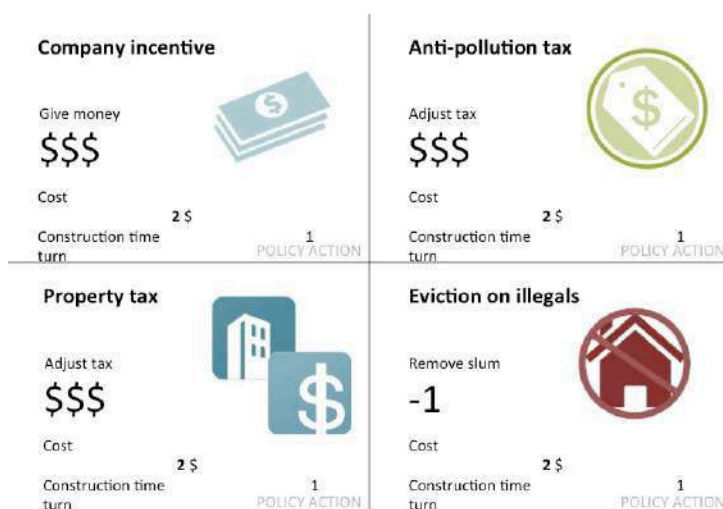 Company incentive
Give money
$$$
Cost
2 $
Construction time 1
turn
POLICY ACTION
Anti-pollution tax
Adjust tax
$$$
Cost
2 $
Construction time 1
turn
POLICY ACTION
Property tax
Adjust tax
$$$
Cost
2 $
Construction time 1
turn
POLICY ACTION
Eviction on illegals
Remove slum
-1
Cost
2 $
Construction time 1
turn
POLICY ACTION